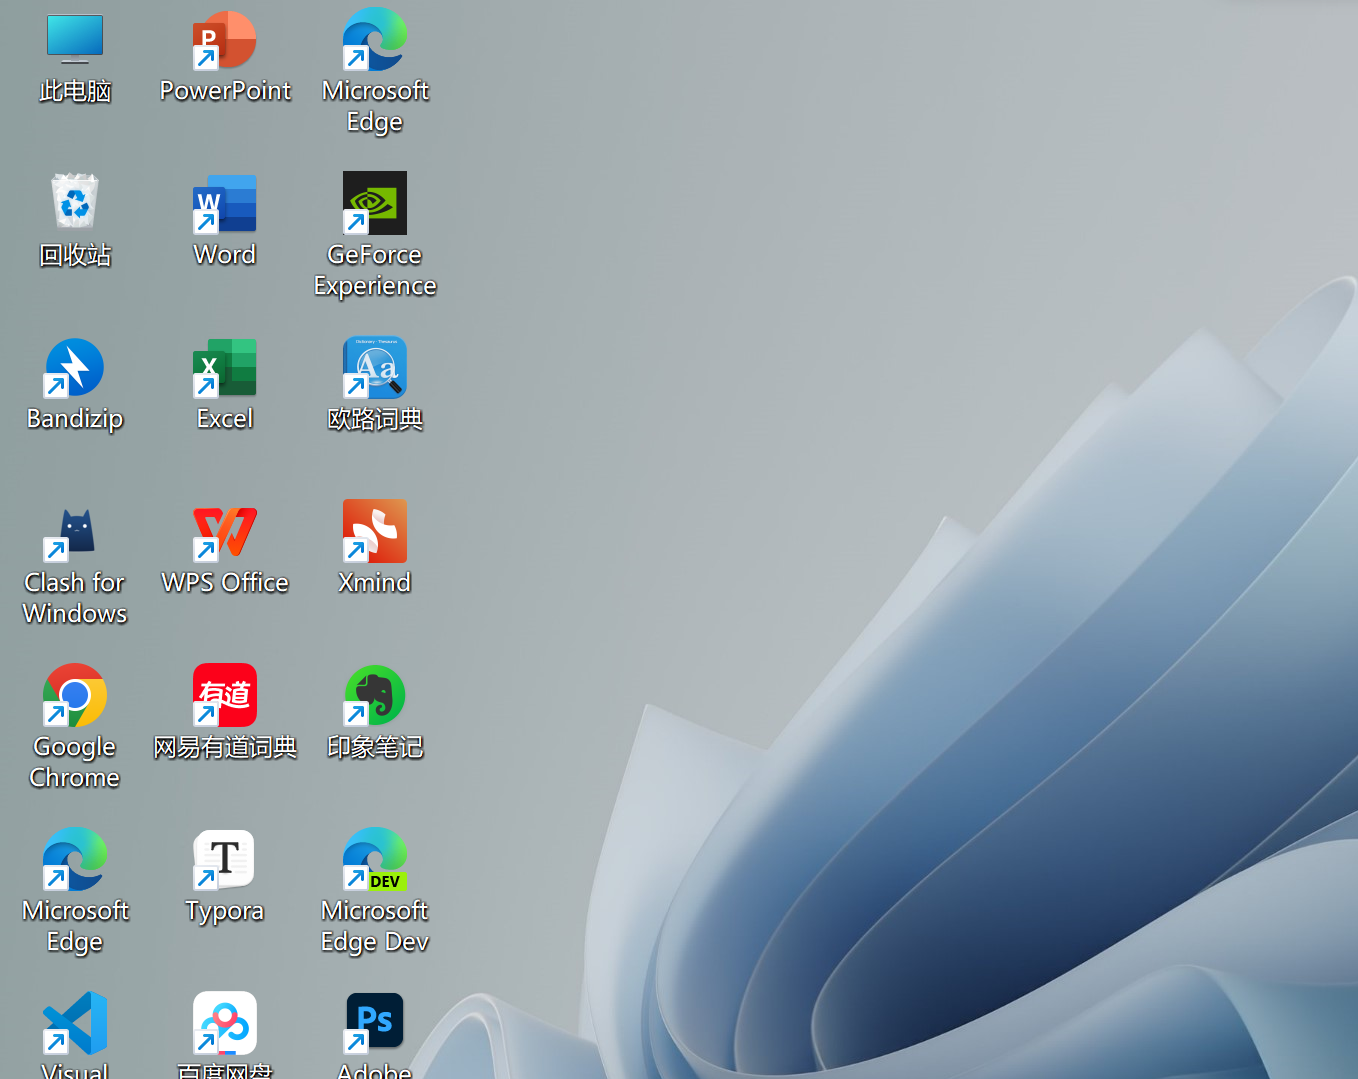 此电脑
PowerPoint
Microsoft
Edge
回收站
Word
GeForce
Experience
Bandizip
Excel
欧路词典
Clash for
Windows
WPS Office
Xmind
Google
Chrome
有道
网易有道词典
印象笔记
Microsoft
Edge
Typora
DEV
Microsoft
Edge Dev
Visual
百度网盘
Ps
Adobe